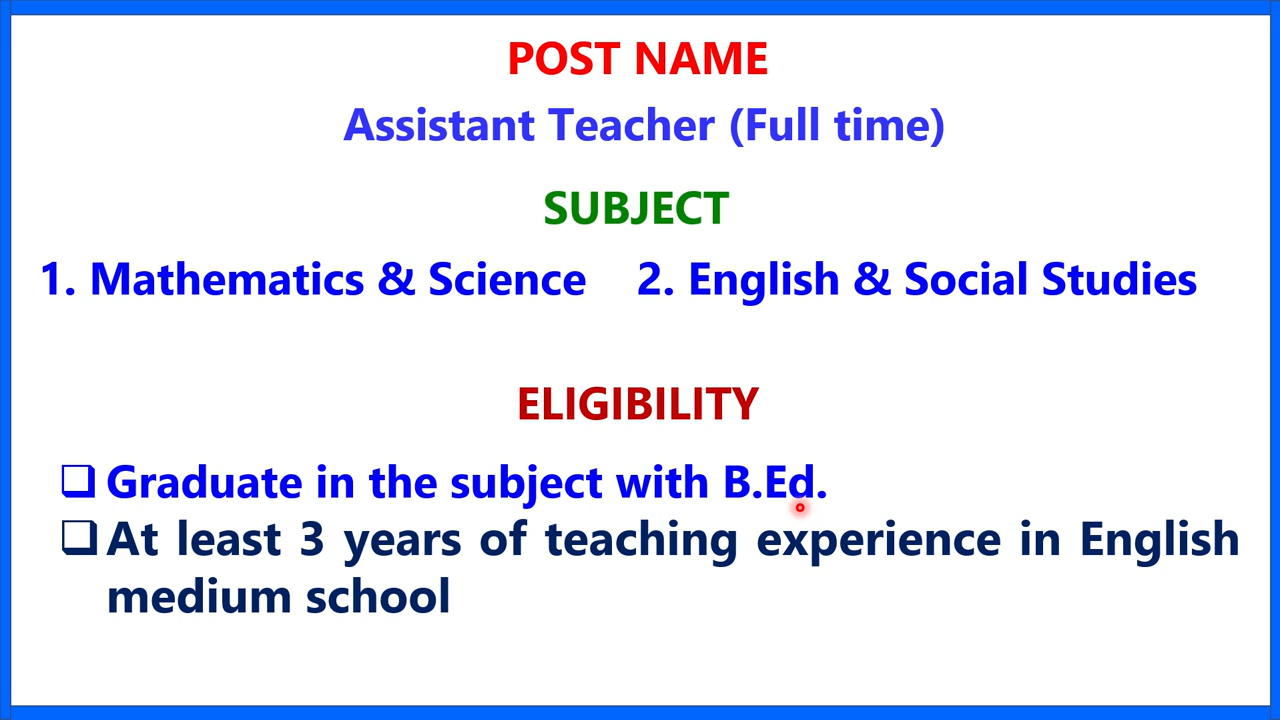 POST NAME
Assistant Teacher (Full time)
SUBJECT
1. Mathematics & Science 2. English & Social Studies
ELIGIBILITY
❑ Graduate in the subject with B.Ed.
❑ At least 3 years of teaching experience in English
medium school